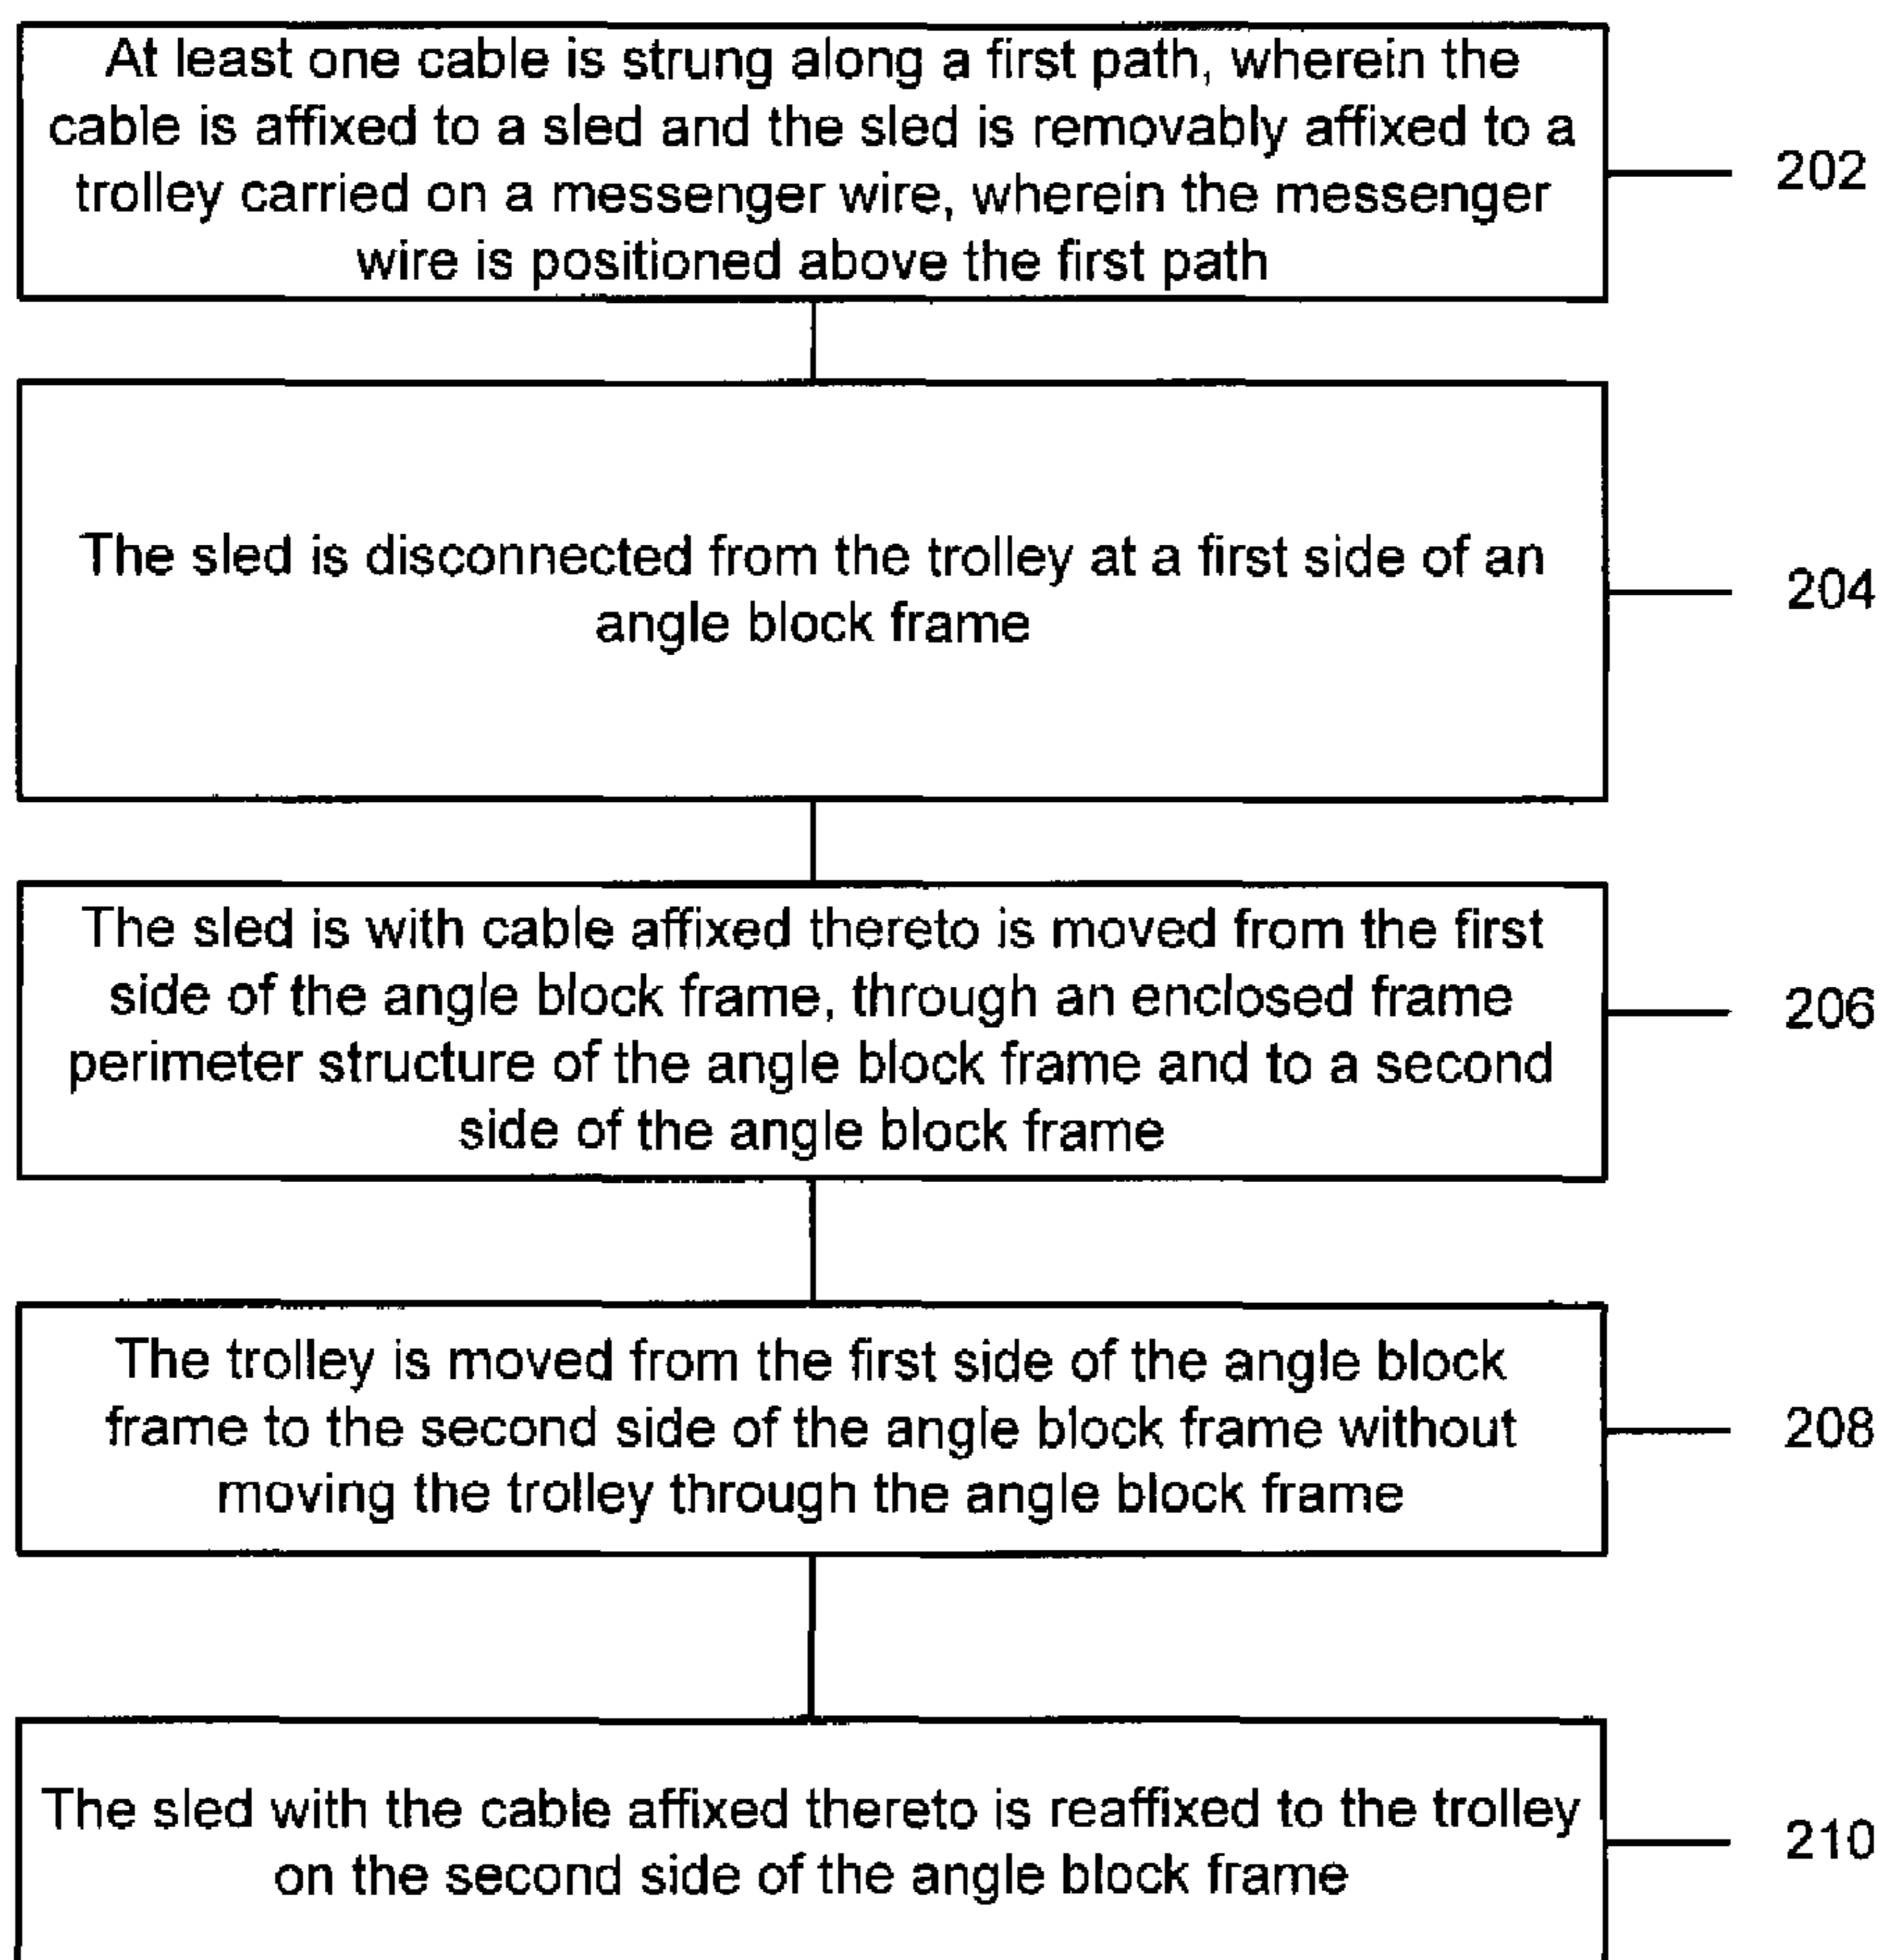 At least one cable is strung along a first path, wherein the
cable is affixed to a sled and the sled is removably affixed to a
trolley carried on a messenger wire, wherein the messenger
wire is positioned above the first path
202
The sled is disconnected from the trolley at a first side of an
angle block frame
204
The sled is with cable affixed thereto is moved from the first
side of the angle block frame, through an enclosed frame
perimeter structure of the angle block frame and to a second
side of the angle block frame
206
The trolley is moved from the first side of the angle block
frame to the second side of the angle block frame without
moving the trolley through the angle block frame
208
The sled with the cable affixed thereto is reaffixed to the trolley
on the second side of the angle block frame
210